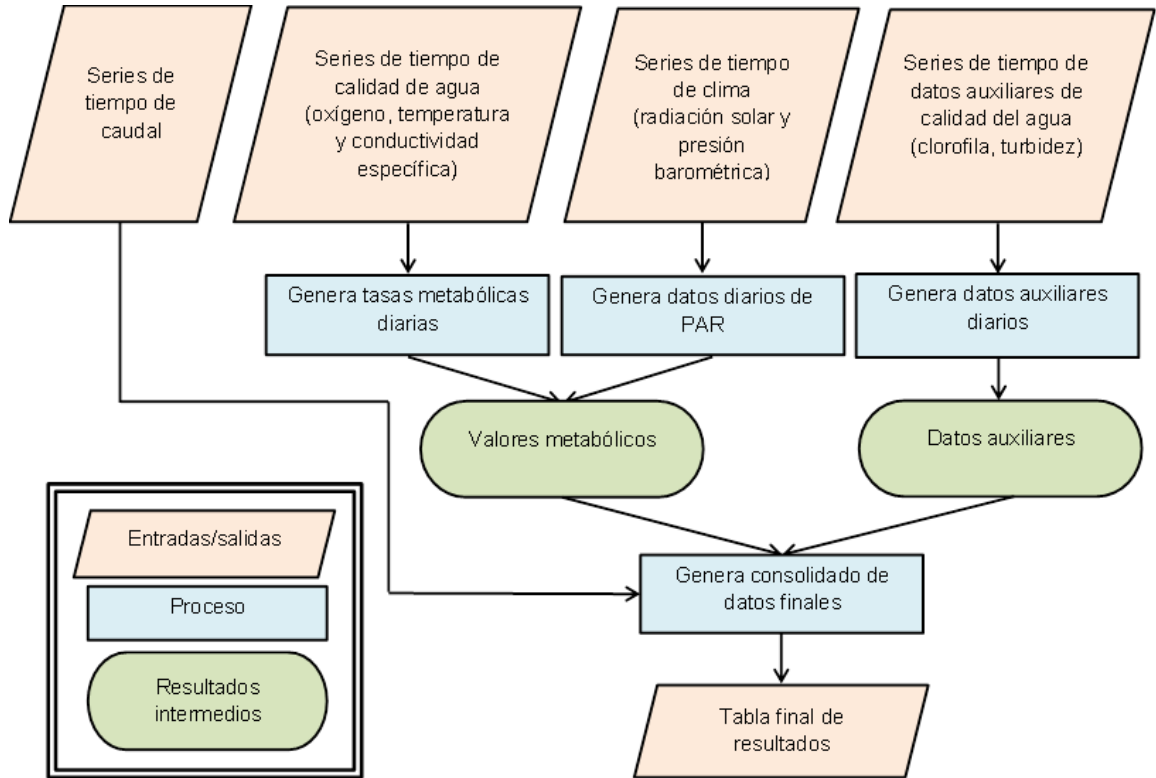 Series de
tiempo de
caudal
Series de tiempo de
calidad de agua
(oxígeno, temperatura
y conductividad
específica)
Series de tiempo
de clima
(radiación solar y
presión
barométrica)
Series de tiempo de
datos auxiliares de
calidad del agua
(clorofila, turbidez)
Genera tasas metabólicas
diarias
Genera datos diarios de
PAR
Genera datos auxiliares
diarios
Valores metabólicos
Datos auxiliares
Entradas/salidas
Proceso
Resultados
intermedios
Genera consolidado de
datos finales
Tabla final de
resultados